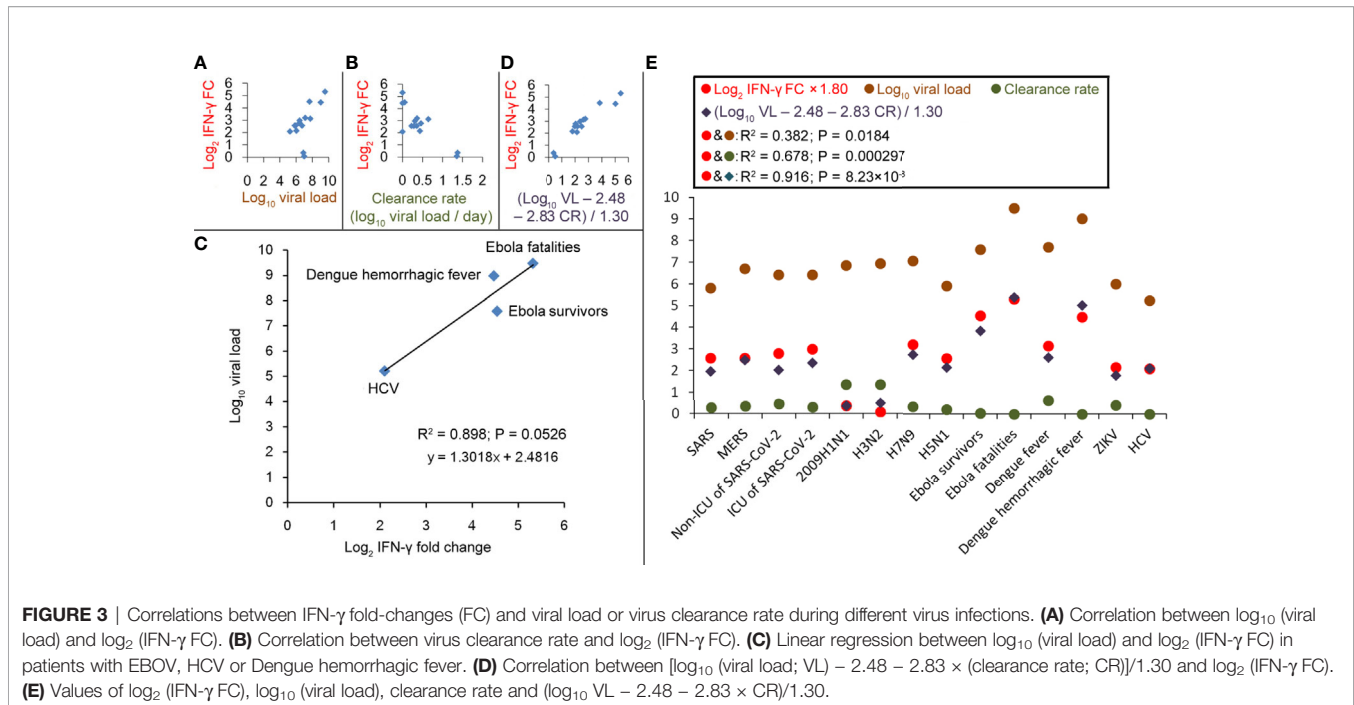 A
Log₂ IFN-γ FC
6
5
4
3
2
1
0
0 2 4 6 8 10
Log₁₀ viral load
B
Log₂ IFN-γ FC
6
5
4
3
2
1
0
0 0.5 1 1.5 2
Clearance rate
(log₁₀ viral load / day)
D
Log₂ IFN-γ FC
6
5
4
3
2
1
0
0 1 2 3 4 5 6
(Log₁₀ VL – 2.48
– 2.83 CR) / 1.30
C
Log₁₀ viral load
10
9
8
7
6
5
4
3
2
1
0
Ebola fatalities
Dengue hemorrhagic fever
Ebola survivors
HCV
R² = 0.898; P = 0.0526
y = 1.3018x + 2.4816
0 1 2 3 4 5 6
Log₂ IFN-γ fold change
E
Log₂ IFN-γ FC × 1.80 Log₁₀ viral load Clearance rate
(Log₁₀ VL – 2.48 – 2.83 CR) / 1.30
&: R² = 0.382; P = 0.0184
&: R² = 0.678; P = 0.000297
&: R² = 0.916; P = 8.23×10⁻⁸
10
9
8
7
6
5
4
3
2
1
0
SARS
MERS
Non-ICU of SARS-CoV-2
ICU of SARS-CoV-2
2009H1N1
H3N2
H7N9
H5N1
Ebola survivors
Ebola fatalities
Dengue fever
Dengue hemorrhagic fever
ZIKV
HCV
FIGURE 3 | Correlations between IFN-γ fold-changes (FC) and viral load or virus clearance rate during different virus infections. (A) Correlation between log₁₀ (viral
load) and log₂ (IFN-γ FC). (B) Correlation between virus clearance rate and log₂ (IFN-γ FC). (C) Linear regression between log₁₀ (viral load) and log₂ (IFN-γ FC) in
patients with EBOV, HCV or Dengue hemorrhagic fever. (D) Correlation between [log₁₀ (viral load; VL) – 2.48 – 2.83 × (clearance rate; CR)]/1.30 and log₂ (IFN-γ FC).
(E) Values of log₂ (IFN-γ FC), log₁₀ (viral load), clearance rate and (log₁₀ VL – 2.48 – 2.83 × CR)/1.30.